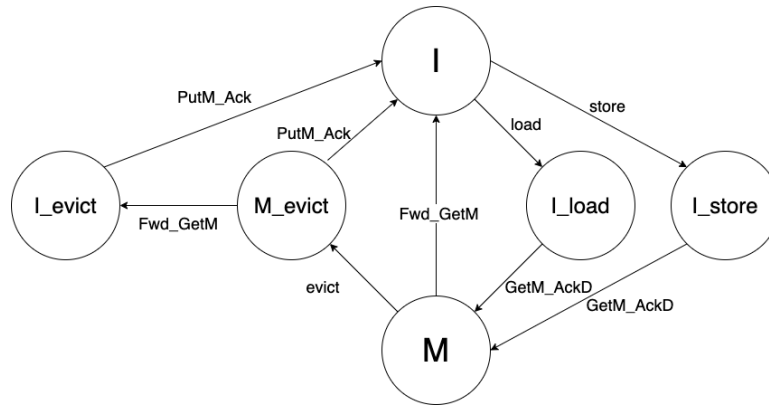 I
PutM_Ack
store
load
PutM_Ack
I_evict
M_evict
Fwd_GetM
I_load
I_store
Fwd_GetM
evict
GetM_AckD
GetM_AckD
M